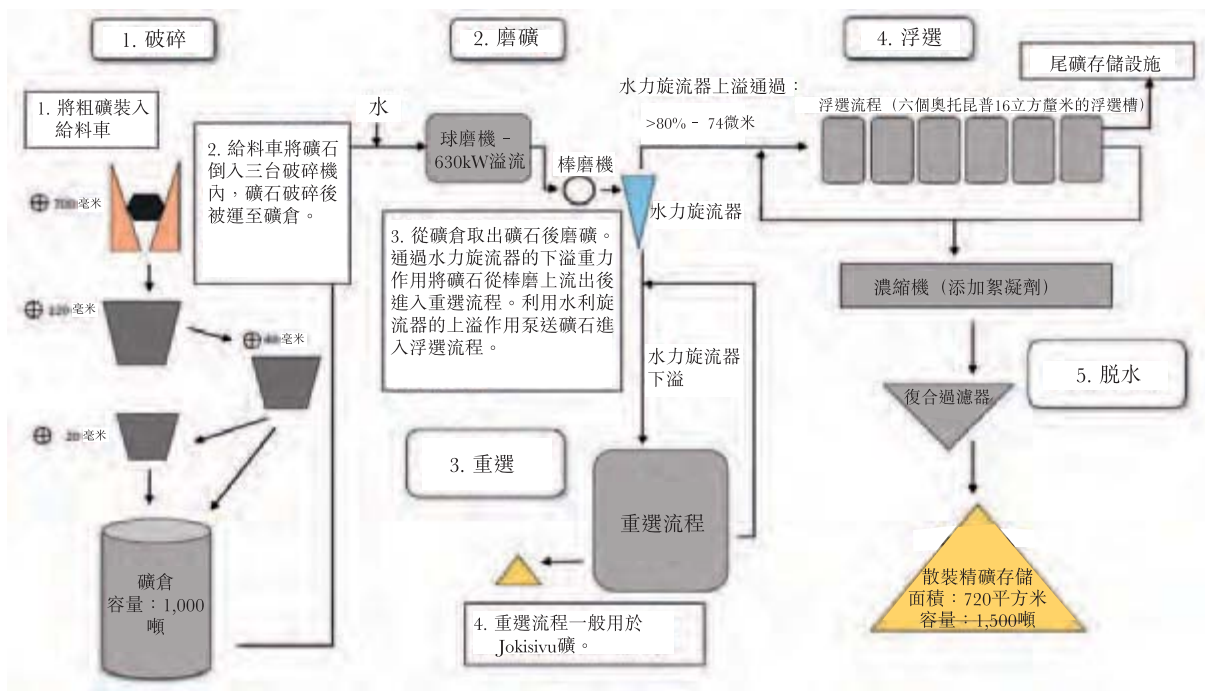 1. 破碎
2. 磨礦
4. 浮選
尾礦存儲設施
1. 將粗礦裝入
給料車
2. 給料車將礦石
倒入三台破碎機
內，礦石破碎後
被運至礦倉。
水
球磨機 –
630kW溢流
棒磨機
水力旋流器上溢通過：
>80% – 74微米
浮選流程（六個奧托昆普16立方釐米的浮選槽）
水力旋流器
700 毫米
120 毫米
毫米
20 毫米
3. 從礦倉取出礦石後磨礦。
通過水力旋流器的下溢重力
作用將礦石從棒磨上流出後
進入重選流程。利用水利旋
流器的上溢作用泵送礦石進
入浮選流程。
濃縮機（添加絮凝劑）
水力旋流器
下溢
5. 脱水
復合過濾器
3. 重選
重選流程
礦倉
容量：1,000
噸
4. 重選流程一般用於
Jokisivu礦。
散裝精礦存儲
面積：720平方米
容量：1,500噸